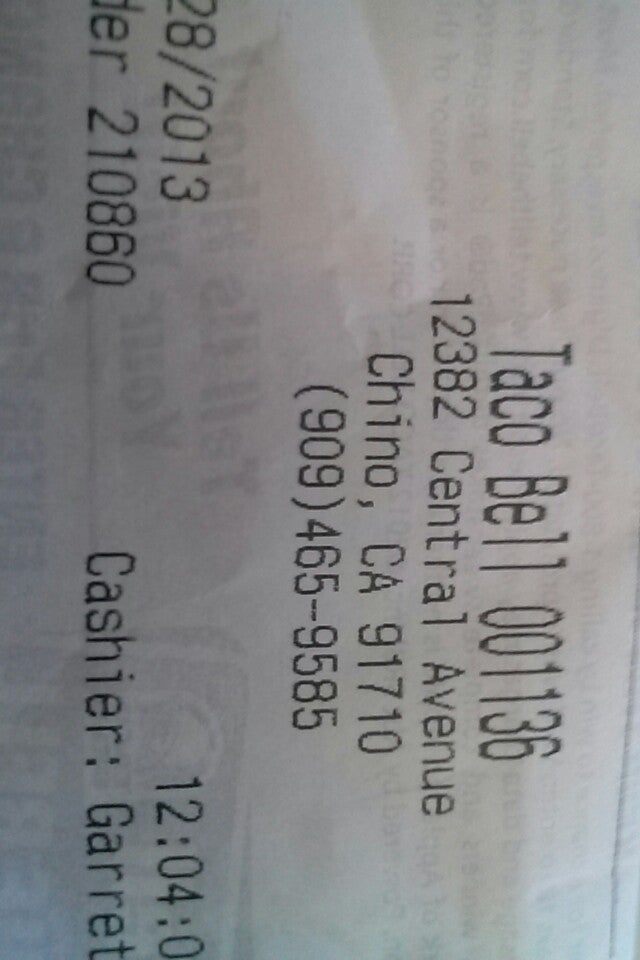 Taco Bell 001136
12382 Central Avenue
Chino, CA 91710
(909)465-9585
28/2013 12:04:0
der 210860 Cashier: Garret